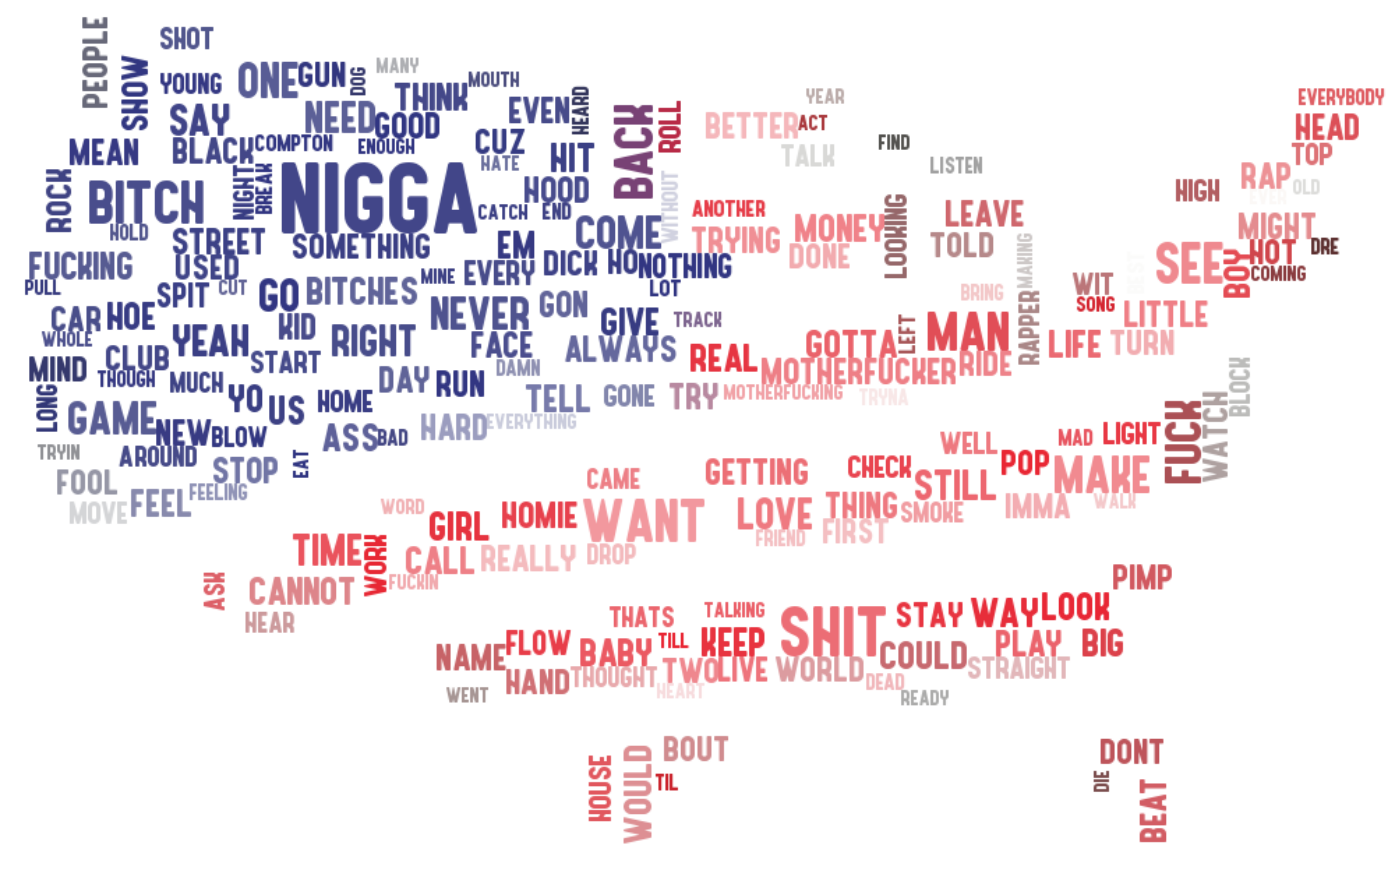 PEOPLE
SHOT
SHOW
YOUNG
ONE
GUN
DOG
MANY
MOUTH
THINK
SAY
NEED
GOOD
EVEN
HEARD
MEAN
BLACK
COMPTON
ENOUGH
CUZ
HATE
HIT
BACK
ROLL
BETTER
YEAR
ACT
TALK
FIND
LISTEN
EVERYBODY
HEAD
TOP
ROCK
BITCH
NIGHT
BREAK
NIGGA
HOOD
CATCH
END
WITHOUT
ANOTHER
MONEY
LOOKING
LEAVE
HIGH
RAP
OLD
EVER
HOLD
STREET
SOMETHING
EM
COME
TRYING
DONE
TOLD
MAKING
MIGHT
FUCKING
USED
MINE
EVERY
DICK
HO
NOTHING
LOT
SEE
BOY
HOT
DRE
COMING
PULL
SPIT
CUT
GO
BITCHES
BRING
WIT
SONG
BEST
CAR
HOE
KID
NEVER
GON
GIVE
TRACK
LEFT
MAN
RAPPER
LITTLE
WHOLE
YEAH
RIGHT
FACE
ALWAYS
REAL
GOTTA
LIFE
TURN
MIND
CLUB
THOUGH
START
DAMN
MOTHERFUCKER
RIDE
LONG
MUCH
DAY
RUN
TELL
GONE
TRY
MOTHERFUCKING
TRYNA
BLOCK
GAME
YO
US
HOME
HARD
EVERYTHING
FUCK
WATCH
NEW
BLOW
ASS
BAD
WELL
MAD
LIGHT
TRYIN
AROUND
STOP
EAT
CAME
GETTING
CHECK
STILL
POP
MAKE
FOOL
FEELING
MOVE
FEEL
WORD
GIRL
HOMIE
WANT
LOVE
THING
SMOKE
IMMA
WALK
FRIEND
FIRST
TIME
WORK
CALL
REALLY
DROP
ASK
CANNOT
FUCKIN
PIMP
HEAR
THATS
TALKING
SHIT
STAY
WAY
LOOK
NAME
FLOW
BABY
TILL
KEEP
COULD
PLAY
BIG
WENT
HAND
THOUGHT
TWO
LIVE
WORLD
STRAIGHT
HEART
DEAD
READY
HOUSE
WOULD
BOUT
TIL
DONT
DIE
BEAT